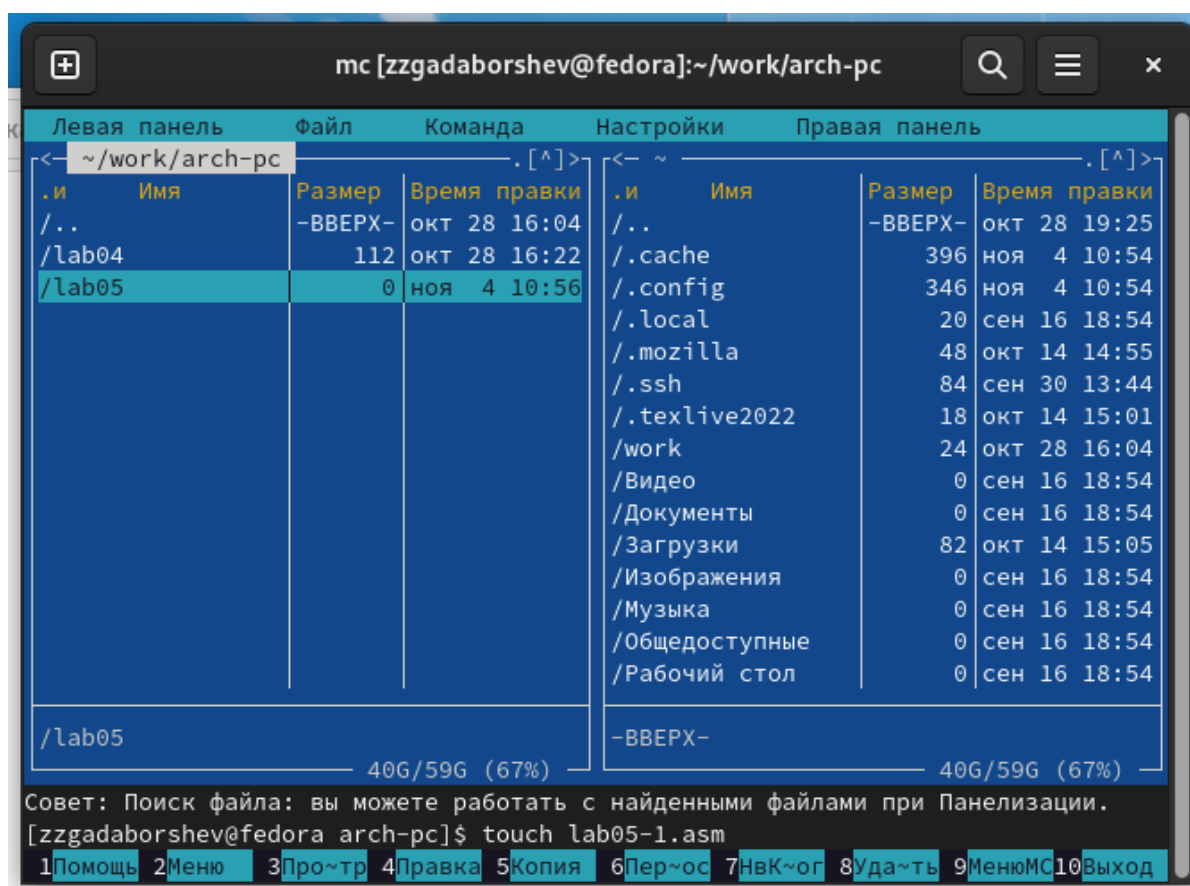 mc [zzgadaborshev@fedora]:~/work/arch-pc
Левая панель Файл Команда Настройки Правая панель
<─ ~/work/arch-pc .[^]> <─ ~ .[^]>
.и Имя Размер Время правки .и Имя Размер Время правки
/.. -ВВЕРХ- окт 28 16:04 /.. -ВВЕРХ- окт 28 19:25
/lab04 112 окт 28 16:22 /.cache 396 ноя 4 10:54
/lab05 0 ноя 4 10:56 /.config 346 ноя 4 10:54
/.local 20 сен 16 18:54
/.mozilla 48 окт 14 14:55
/.ssh 84 сен 30 13:44
/.texlive2022 18 окт 14 15:01
/work 24 окт 28 16:04
/Видео 0 сен 16 18:54
/Документы 0 сен 16 18:54
/Загрузки 82 окт 14 15:05
/Изображения 0 сен 16 18:54
/Музыка 0 сен 16 18:54
/Общедоступные 0 сен 16 18:54
/Рабочий стол 0 сен 16 18:54
/lab05 -ВВЕРХ-
40G/59G (67%) 40G/59G (67%)
Совет: Поиск файла: вы можете работать с найденными файлами при Панелизации.
[zzgadaborshev@fedora arch-pc]$ touch lab05-1.asm
1Помощь 2Меню 3Про~тр 4Правка 5Копия 6Пер~ос 7НвК~ог 8Уда~ть 9МенюМС10Выход